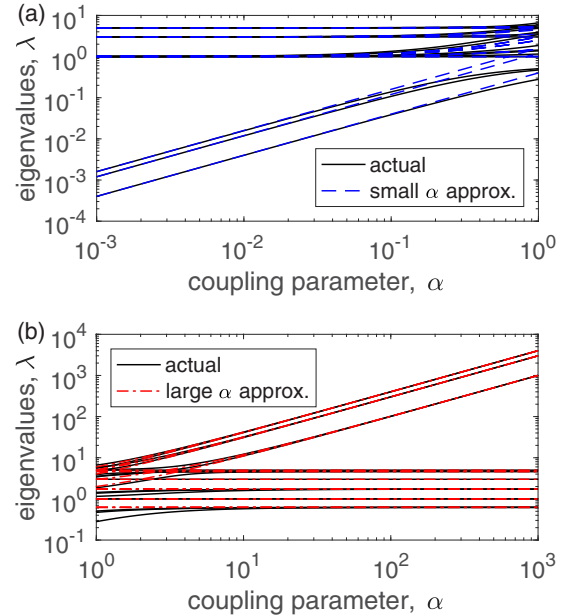 (a)
10^1
10^0
10^-1
10^-2
10^-3
10^-4
eigenvalues, λ
actual
small α approx.
10^-3
10^-2
10^-1
10^0
coupling parameter, α
(b)
10^4
10^3
10^2
10^1
10^0
10^-1
eigenvalues, λ
actual
large α approx.
10^0
10^1
10^2
10^3
coupling parameter, α